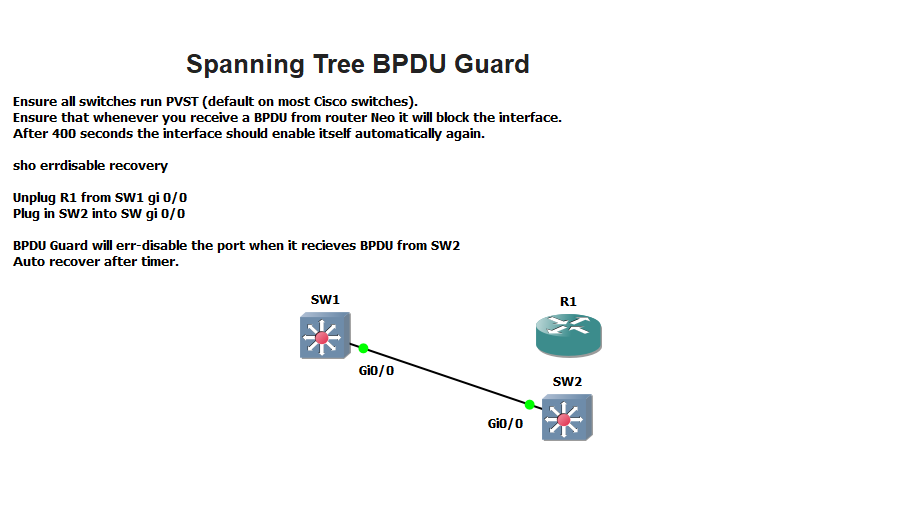 Spanning Tree BPDU Guard
Ensure all switches run PVST (default on most Cisco switches).
Ensure that whenever you receive a BPDU from router Neo it will block the interface.
After 400 seconds the interface should enable itself automatically again.
sho errdisable recovery
Unplug R1 from SW1 gi 0/0
Plug in SW2 into SW gi 0/0
BPDU Guard will err-disable the port when it recieves BPDU from SW2
Auto recover after timer.
SW1
R1
Gi0/0
SW2
Gi0/0